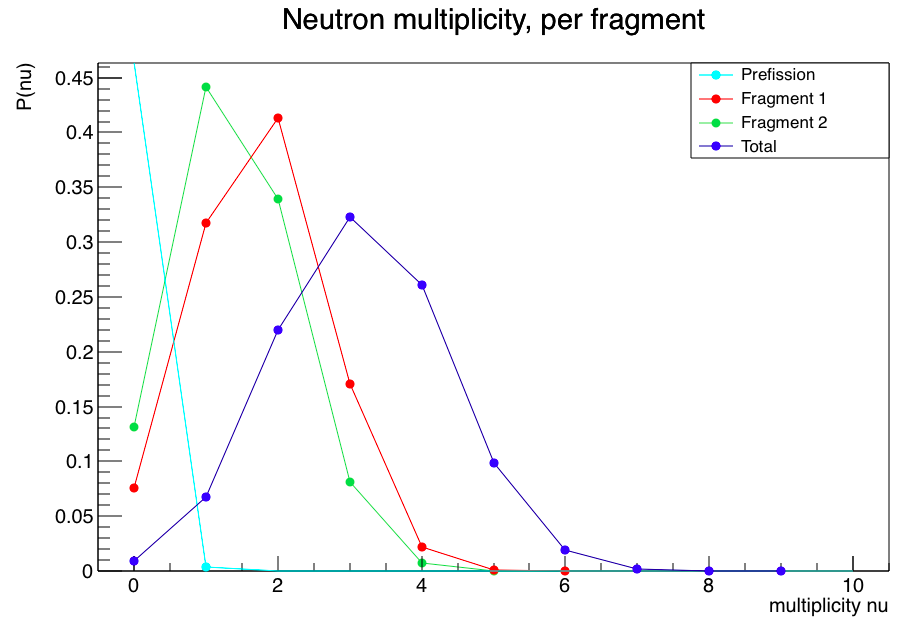 Neutron multiplicity, per fragment
P(nu)
Prefission
Fragment 1
Fragment 2
Total
0.45
0.4
0.35
0.3
0.25
0.2
0.15
0.1
0.05
0
0 2 4 6 8 10
multiplicity nu